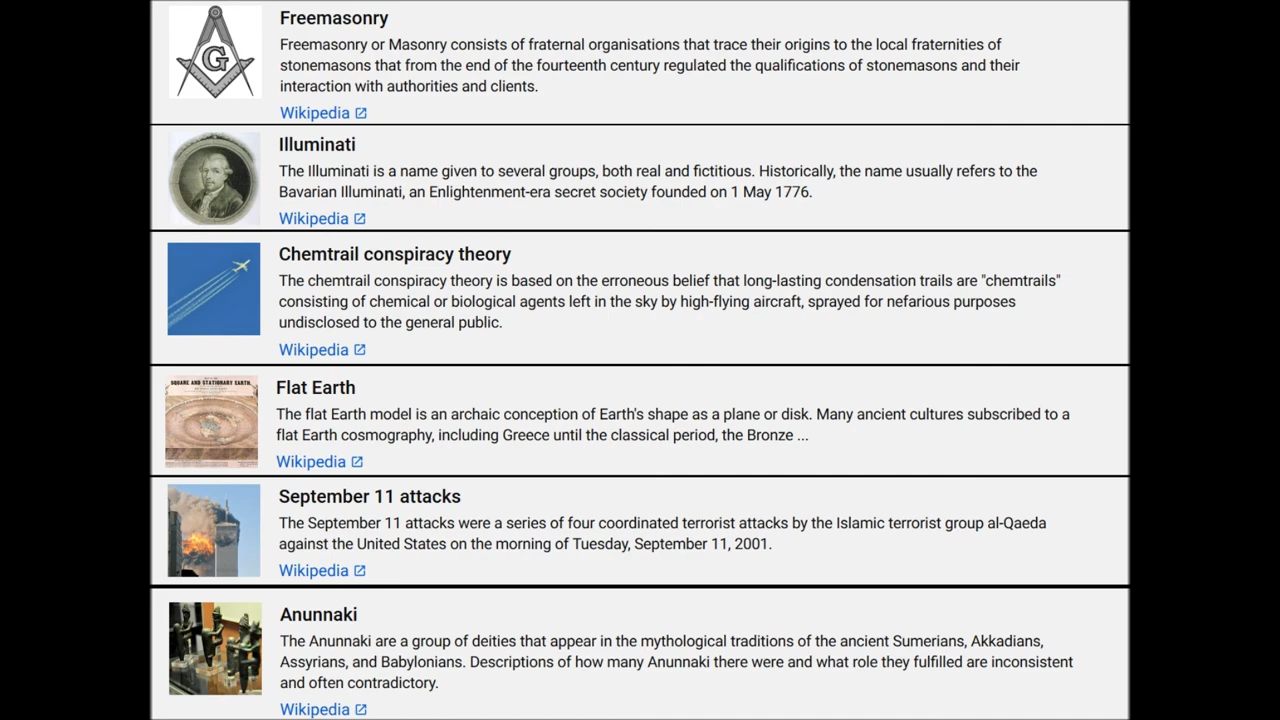 Freemasonry
Freemasonry or Masonry consists of fraternal organisations that trace their origins to the local fraternities of
stonemasons that from the end of the fourteenth century regulated the qualifications of stonemasons and their
interaction with authorities and clients.
Wikipedia
G
Illuminati
The Illuminati is a name given to several groups, both real and fictitious. Historically, the name usually refers to the
Bavarian Illuminati, an Enlightenment-era secret society founded on 1 May 1776.
Wikipedia
Chemtrail conspiracy theory
The chemtrail conspiracy theory is based on the erroneous belief that long-lasting condensation trails are "chemtrails"
consisting of chemical or biological agents left in the sky by high-flying aircraft, sprayed for nefarious purposes
undisclosed to the general public.
Wikipedia
SQUARE AND STATIONARY EARTH.
Flat Earth
The flat Earth model is an archaic conception of Earth's shape as a plane or disk. Many ancient cultures subscribed to a
flat Earth cosmography, including Greece until the classical period, the Bronze ...
Wikipedia
September 11 attacks
The September 11 attacks were a series of four coordinated terrorist attacks by the Islamic terrorist group al-Qaeda
against the United States on the morning of Tuesday, September 11, 2001.
Wikipedia
Anunnaki
The Anunnaki are a group of deities that appear in the mythological traditions of the ancient Sumerians, Akkadians,
Assyrians, and Babylonians. Descriptions of how many Anunnaki there were and what role they fulfilled are inconsistent
and often contradictory.
Wikipedia